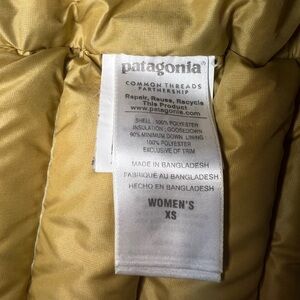 patagonia®
COMMON THREADS
PARTNERSHIP
Repair, Reuse, Recycle
This Product
www.patagonia.com
SHELL : 100% POLYESTER
INSULATION : GOOSEDOWN
90% MINIMUM DOWN LINING
100% POLYESTER
EXCLUSIVE OF TRIM
MADE IN BANGLADESH
FABRIQUÉ AU BANGLADESH
HECHO EN BANGLADESH
WOMEN'S
XS